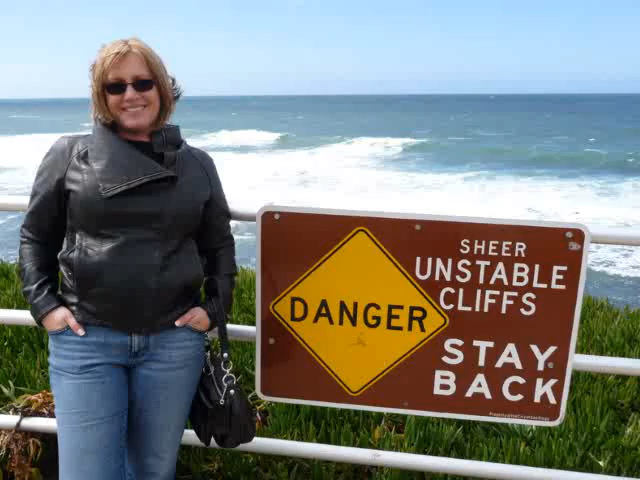 DANGER
SHEER
UNSTABLE
CLIFFS
STAY
BACK